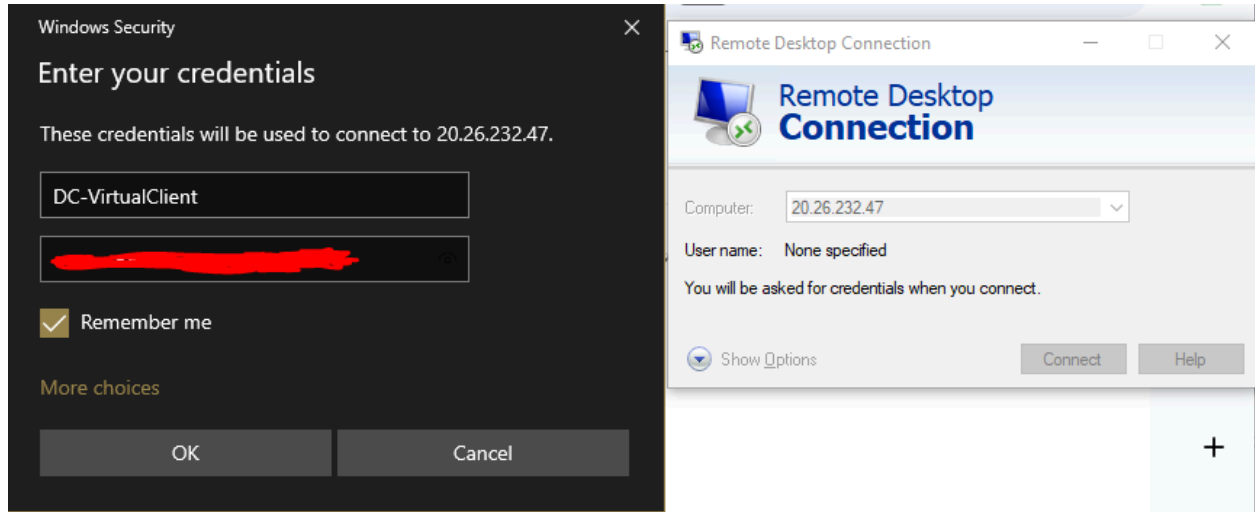 Windows Security
Enter your credentials
These credentials will be used to connect to 20.26.232.47.
DC-VirtualClient
Remember me
More choices
OK
Cancel
Remote Desktop Connection
Remote Desktop
Connection
Computer:
20.26.232.47
User name:
None specified
You will be asked for credentials when you connect.
Show Options
Connect
Help